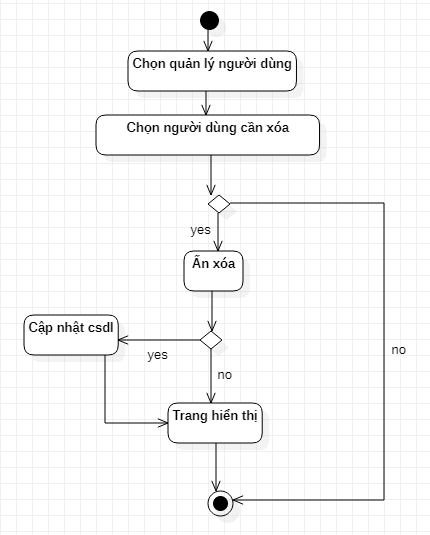 Chọn quản lý người dùng
Chọn người dùng cần xóa
yes
Ấn xóa
Cập nhật csdl
yes
no
no
Trang hiển thị